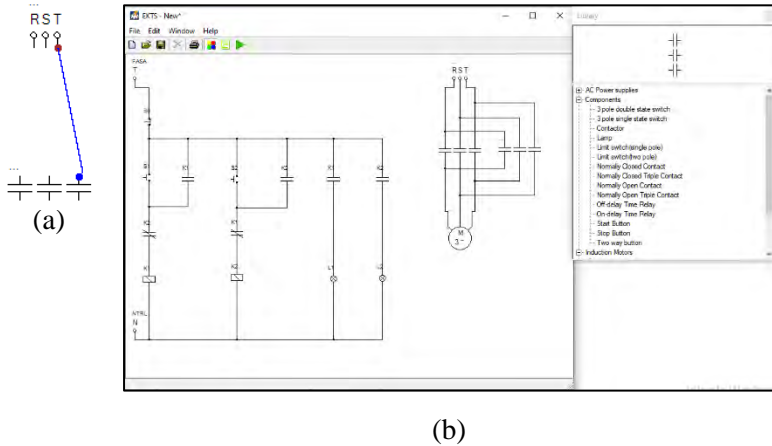 ...
R S T
...
(a)
EKTS - New*
File Edit Window Help
FASA
T
K1
K2
K1
K2
K2
K1
K1
K2
L1
L2
NTRL
N
R S T
M
3 ~
AC Power supplies
Components
3 pole double state switch
3 pole single state switch
Contactor
Lamp
Limit switch(single pole)
Limit switch(two pole)
Normally Closed Contact
Normally Closed Triple Contact
Normally Open Contact
Normally Open Triple Contact
Off-delay Time Relay
On-delay Time Relay
Start Button
Stop Button
Two way button
Induction Motors
(b)